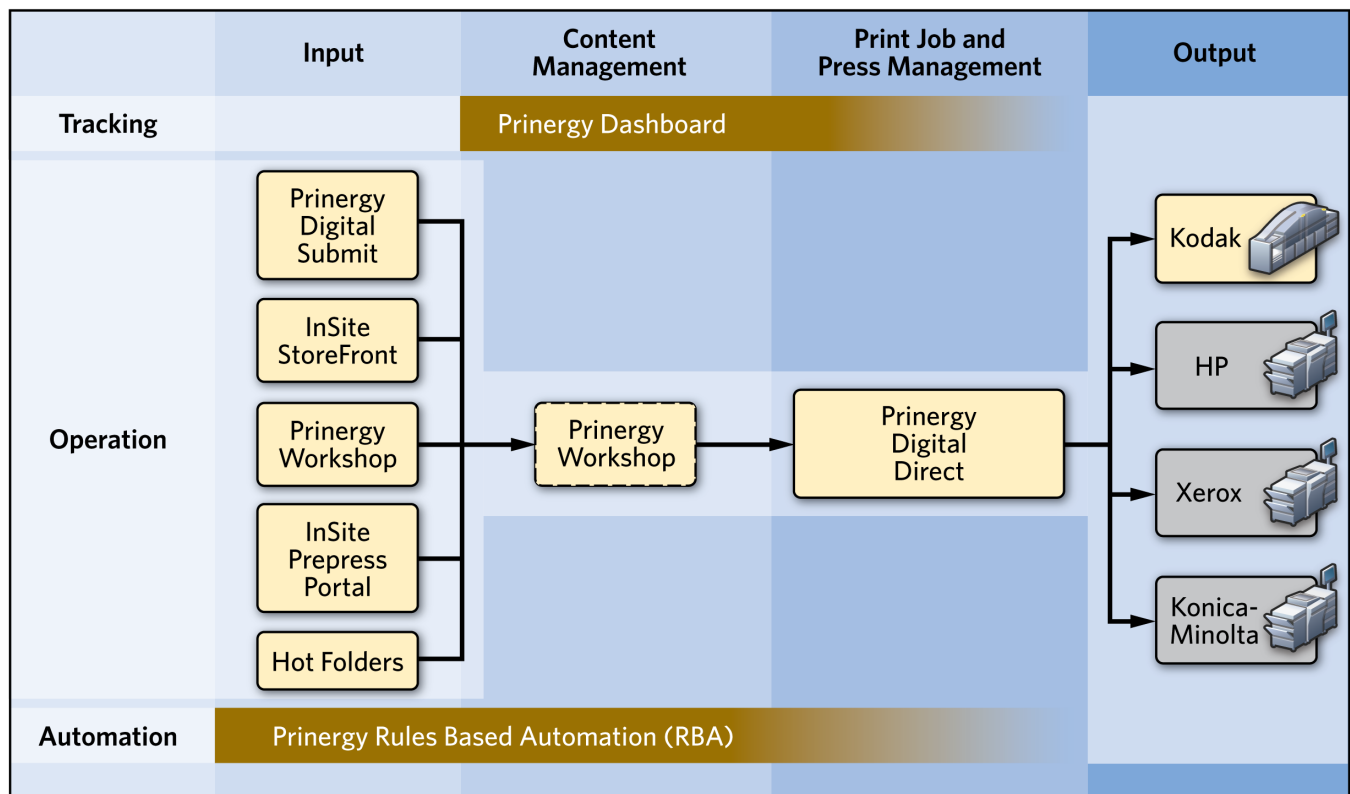 Input
Content
Management
Print Job and
Press Management
Output
Tracking
Prinergy Dashboard
Operation
Prinergy
Digital
Submit
InSite
StoreFront
Prinergy
Workshop
InSite
Prepress
Portal
Hot Folders
Prinergy
Workshop
Prinergy
Digital
Direct
Kodak
HP
Xerox
Konica-
Minolta
Automation
Prinergy Rules Based Automation (RBA)